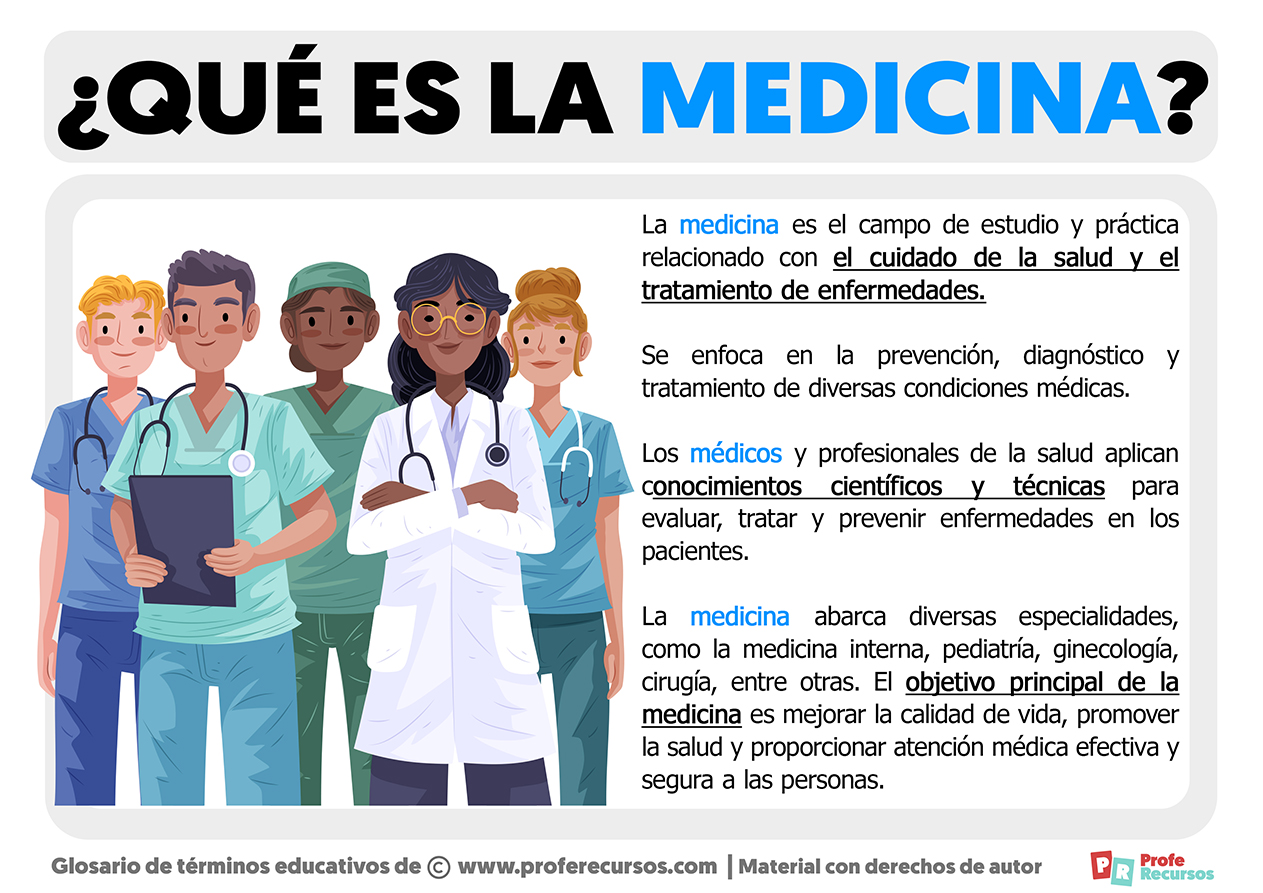 ¿QUÉ ES LA MEDICINA?
La medicina es el campo de estudio y práctica
relacionado con el cuidado de la salud y el
tratamiento de enfermedades.
Se enfoca en la prevención, diagnóstico y
tratamiento de diversas condiciones médicas.
Los médicos y profesionales de la salud aplican
conocimientos científicos y técnicas para
evaluar, tratar y prevenir enfermedades en los
pacientes.
La medicina abarca diversas especialidades,
como la medicina interna, pediatría, ginecología,
cirugía, entre otras. El objetivo principal de la
medicina es mejorar la calidad de vida, promover
la salud y proporcionar atención médica efectiva y
segura a las personas.
Glosario de términos educativos de © www.proferecursos.com | Material con derechos de autor
PR Profe
Recursos